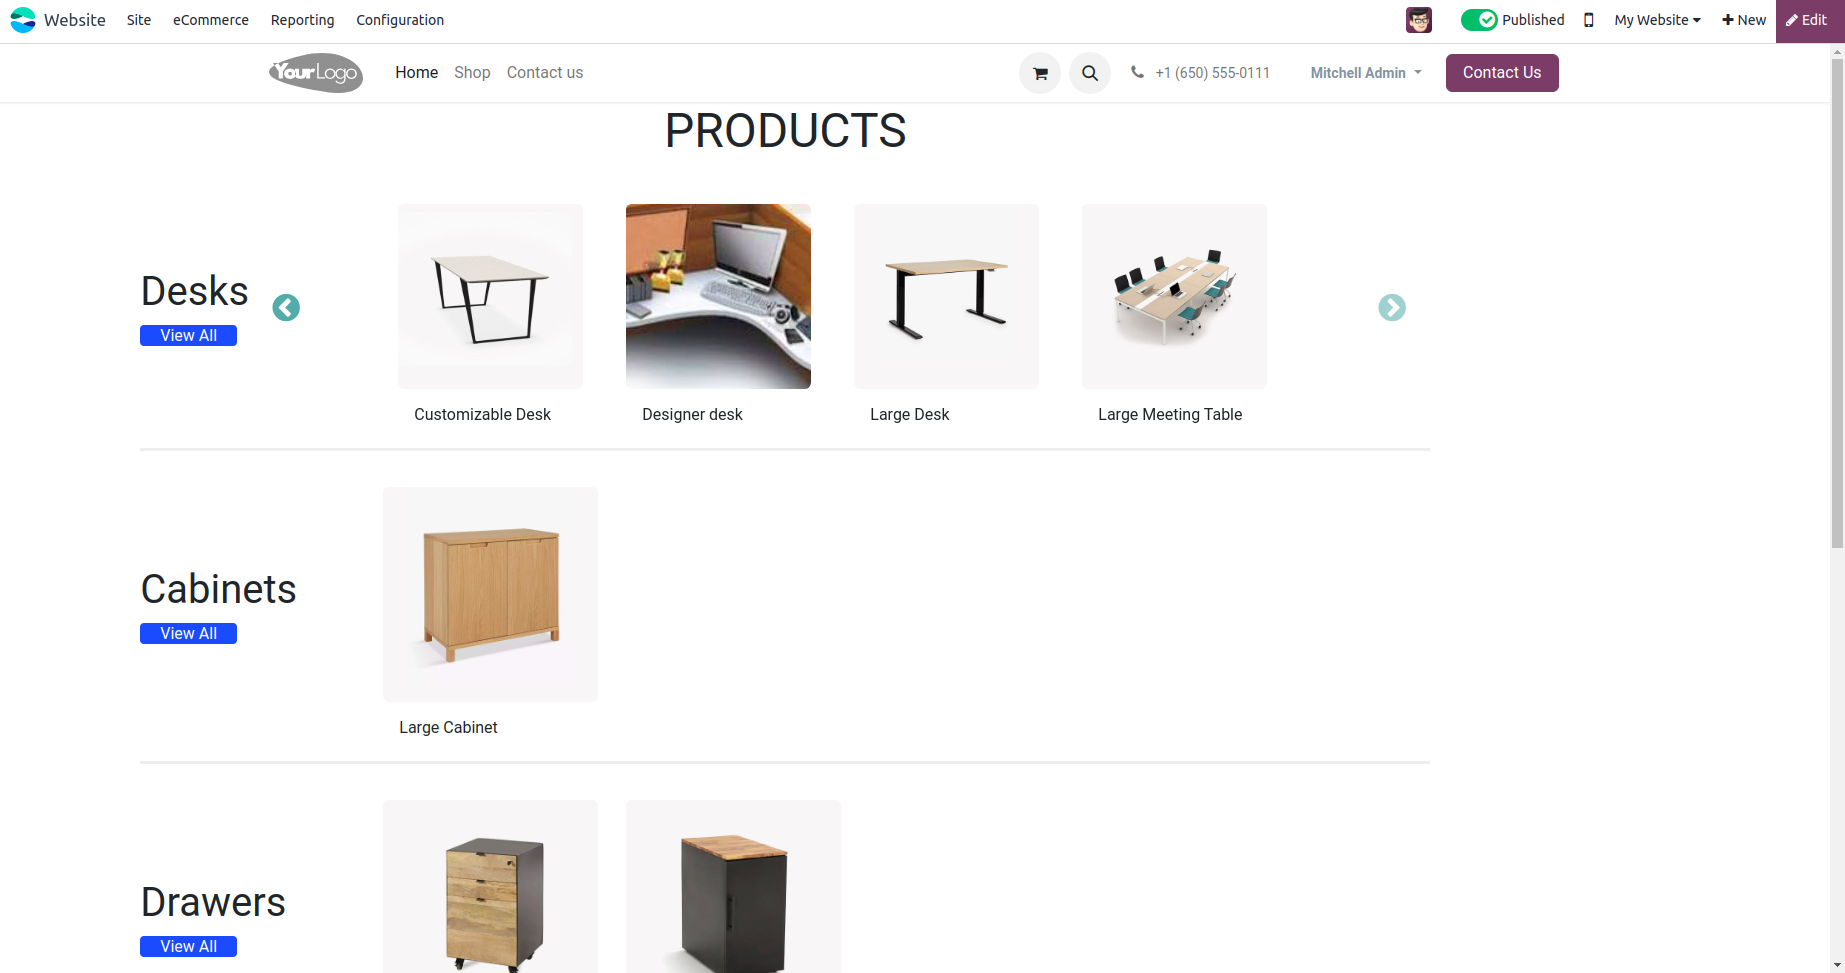 Website Site eCommerce Reporting Configuration Published My Website New Edit
YourLogo Home Shop Contact us +1 (650) 555-0111 Mitchell Admin Contact Us
PRODUCTS
Desks
View All
Customizable Desk Designer desk Large Desk Large Meeting Table
Cabinets
View All
Large Cabinet
Drawers
View All